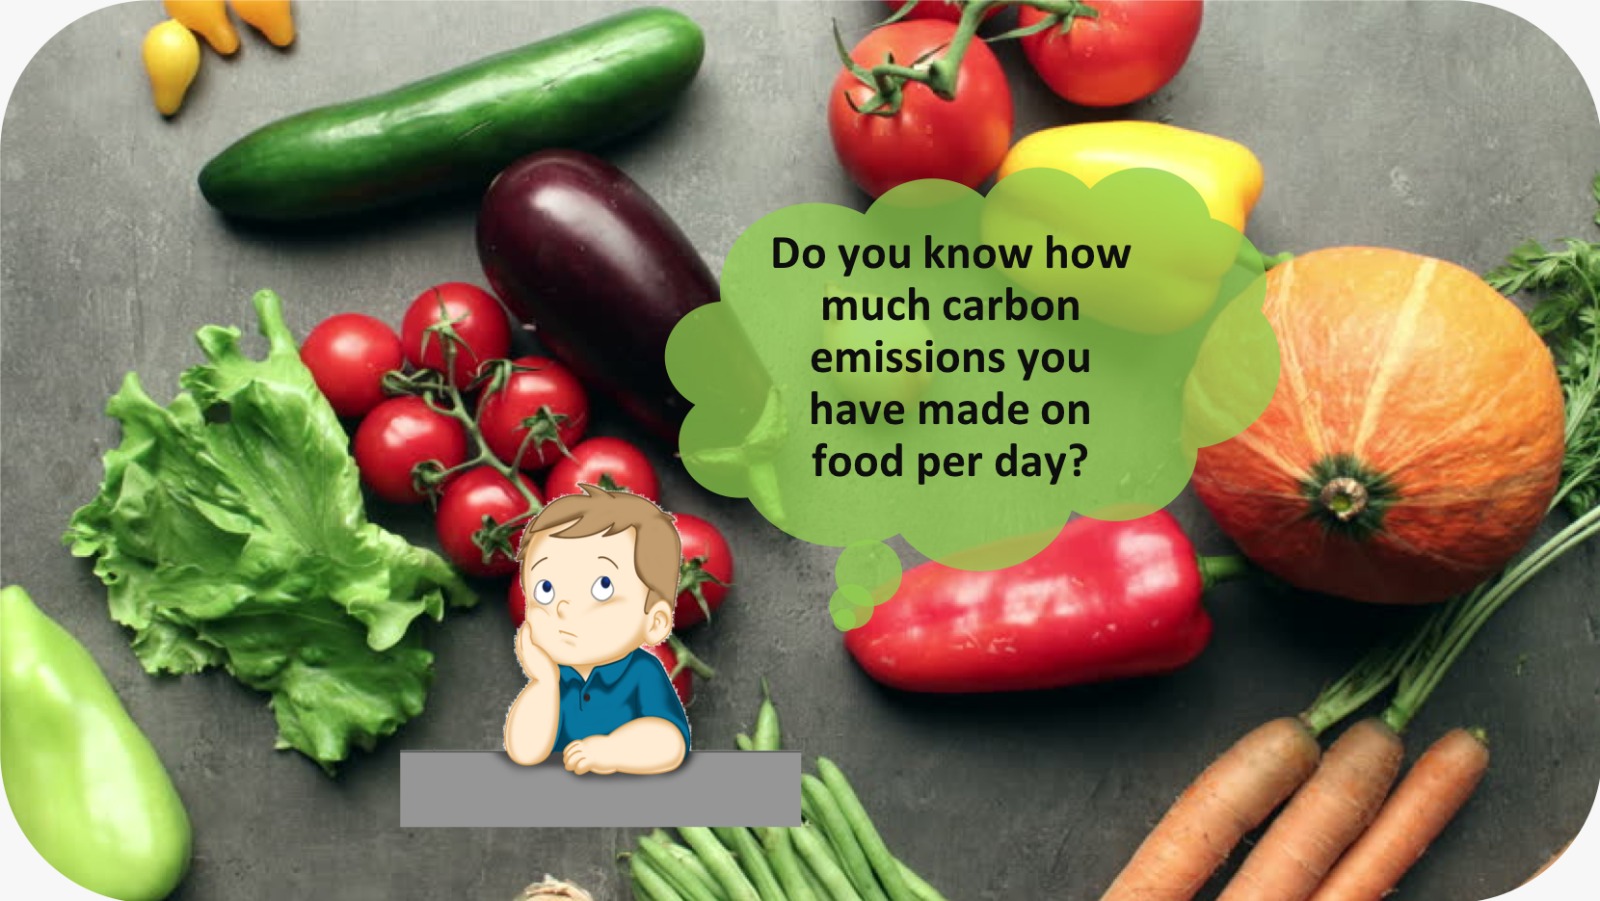 Do you know how
much carbon
emissions you
have made on
food per day?